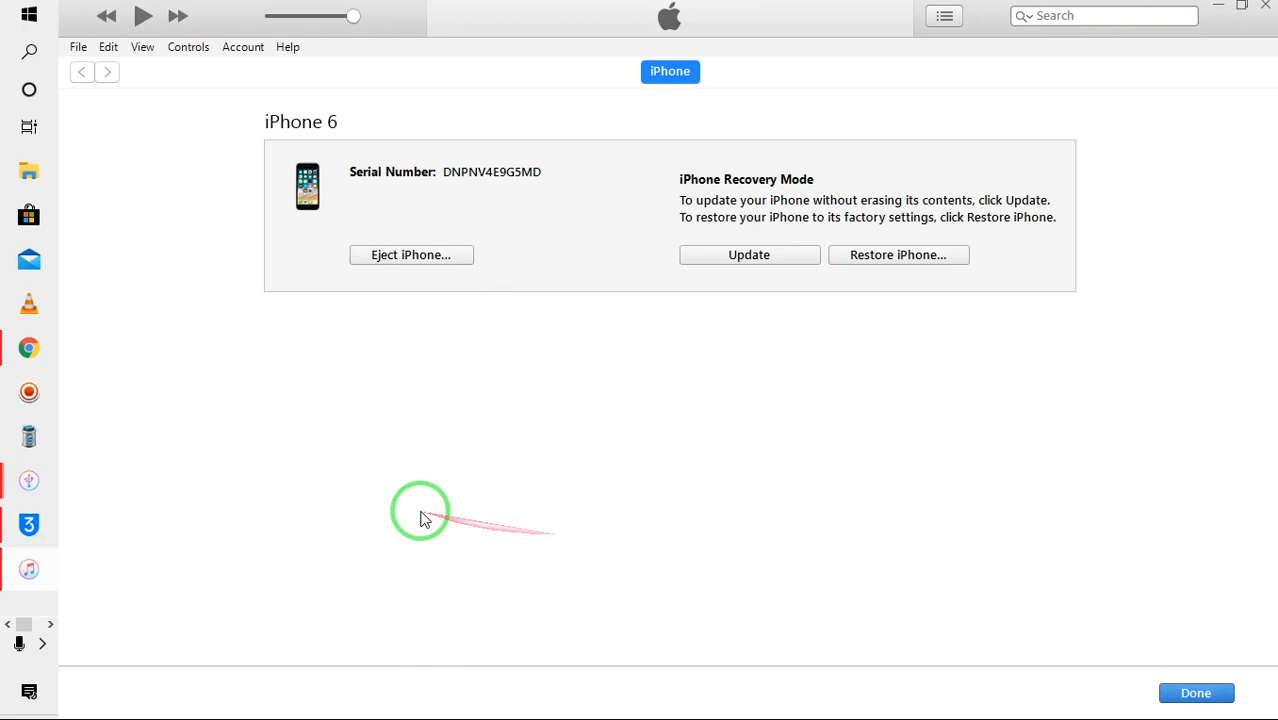 Search
File Edit View Controls Account Help
iPhone
iPhone 6
Serial Number: DNPNV4E9G5MD
iPhone Recovery Mode
To update your iPhone without erasing its contents, click Update.
To restore your iPhone to its factory settings, click Restore iPhone.
Eject iPhone... Update Restore iPhone...
3
Done